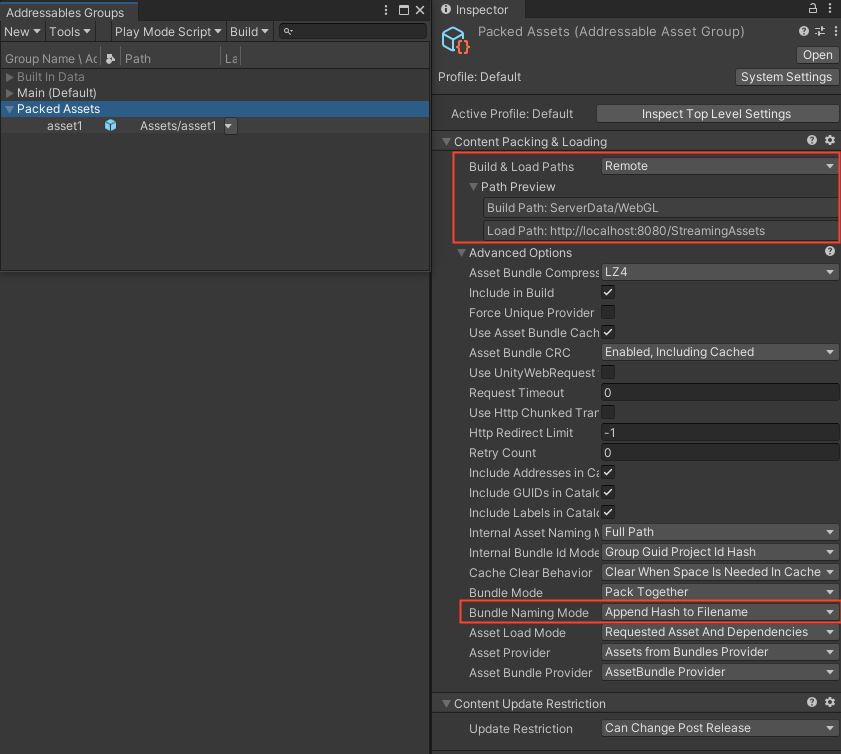 Addressables Groups
New Tools Play Mode Script Build
Group Name \ Ac Path La
Built In Data
Main (Default)
Packed Assets
asset1 Assets/asset1
Inspector
Packed Assets (Addressable Asset Group)
Open
Profile: Default System Settings
Active Profile: Default Inspect Top Level Settings
Content Packing & Loading
Build & Load Paths Remote
Path Preview
Build Path: ServerData/WebGL
Load Path: http://localhost:8080/StreamingAssets
Advanced Options
Asset Bundle Compress LZ4
Include in Build
Force Unique Provider
Use Asset Bundle Cach
Asset Bundle CRC Enabled, Including Cached
Use UnityWebRequest
Request Timeout 0
Use Http Chunked Tran
Http Redirect Limit -1
Retry Count 0
Include Addresses in Ca
Include GUIDs in Catalo
Include Labels in Catalo
Internal Asset Naming M Full Path
Internal Bundle Id Mode Group Guid Project Id Hash
Cache Clear Behavior Clear When Space Is Needed In Cache
Bundle Mode Pack Together
Bundle Naming Mode Append Hash to Filename
Asset Load Mode Requested Asset And Dependencies
Asset Provider Assets from Bundles Provider
Asset Bundle Provider AssetBundle Provider
Content Update Restriction
Update Restriction Can Change Post Release